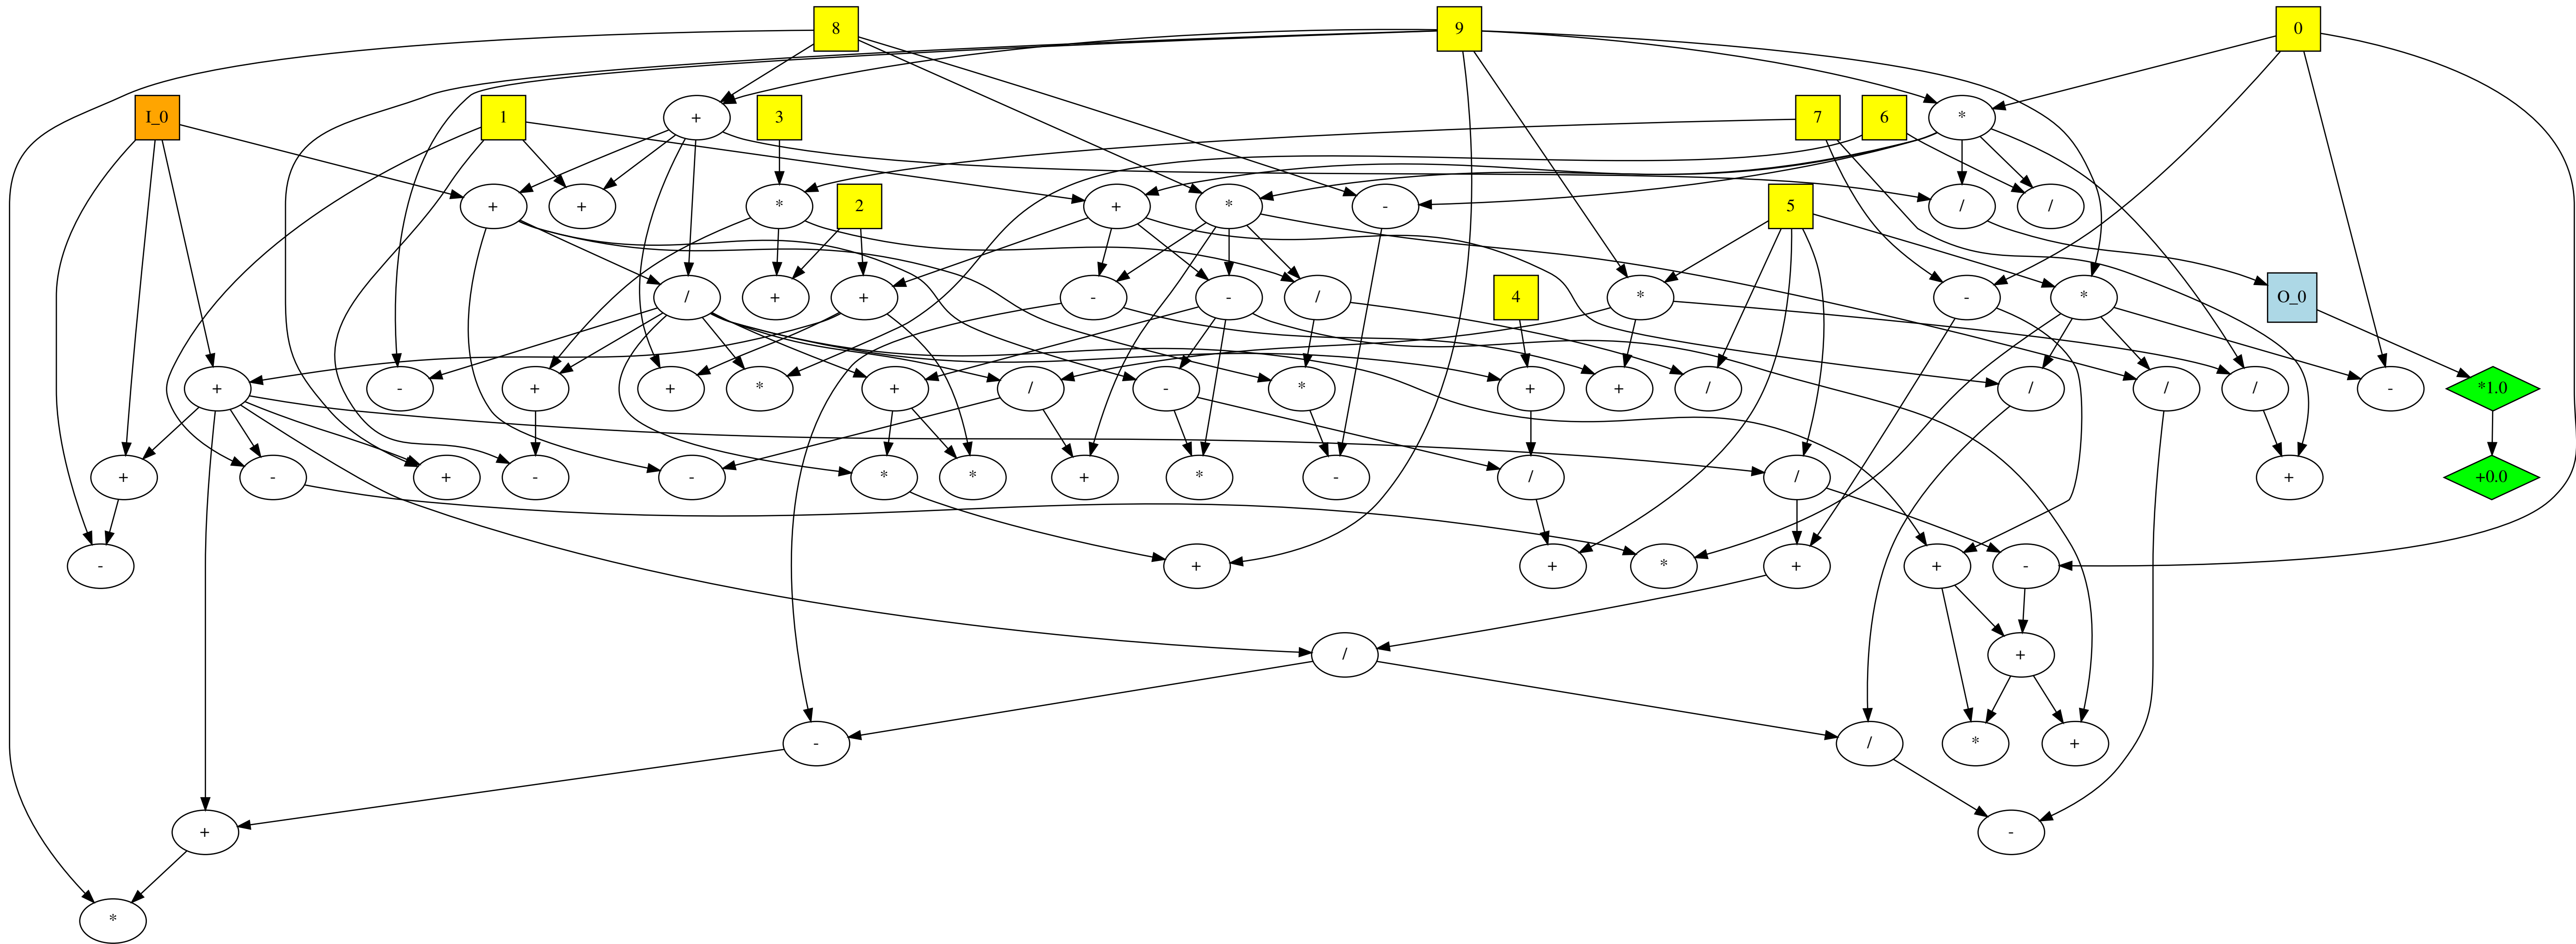 8 9 0
I_0 1 + 3 7 6 *
+ + * 2 + * - 5 / /
/ + + - - / 4 * - * O_0
+ - + + * + / - * + + / / / / - *1.0
+ - + - - * * + * - / / + +0.0
- + + * + + -
/ +
- / * +
+ -
*